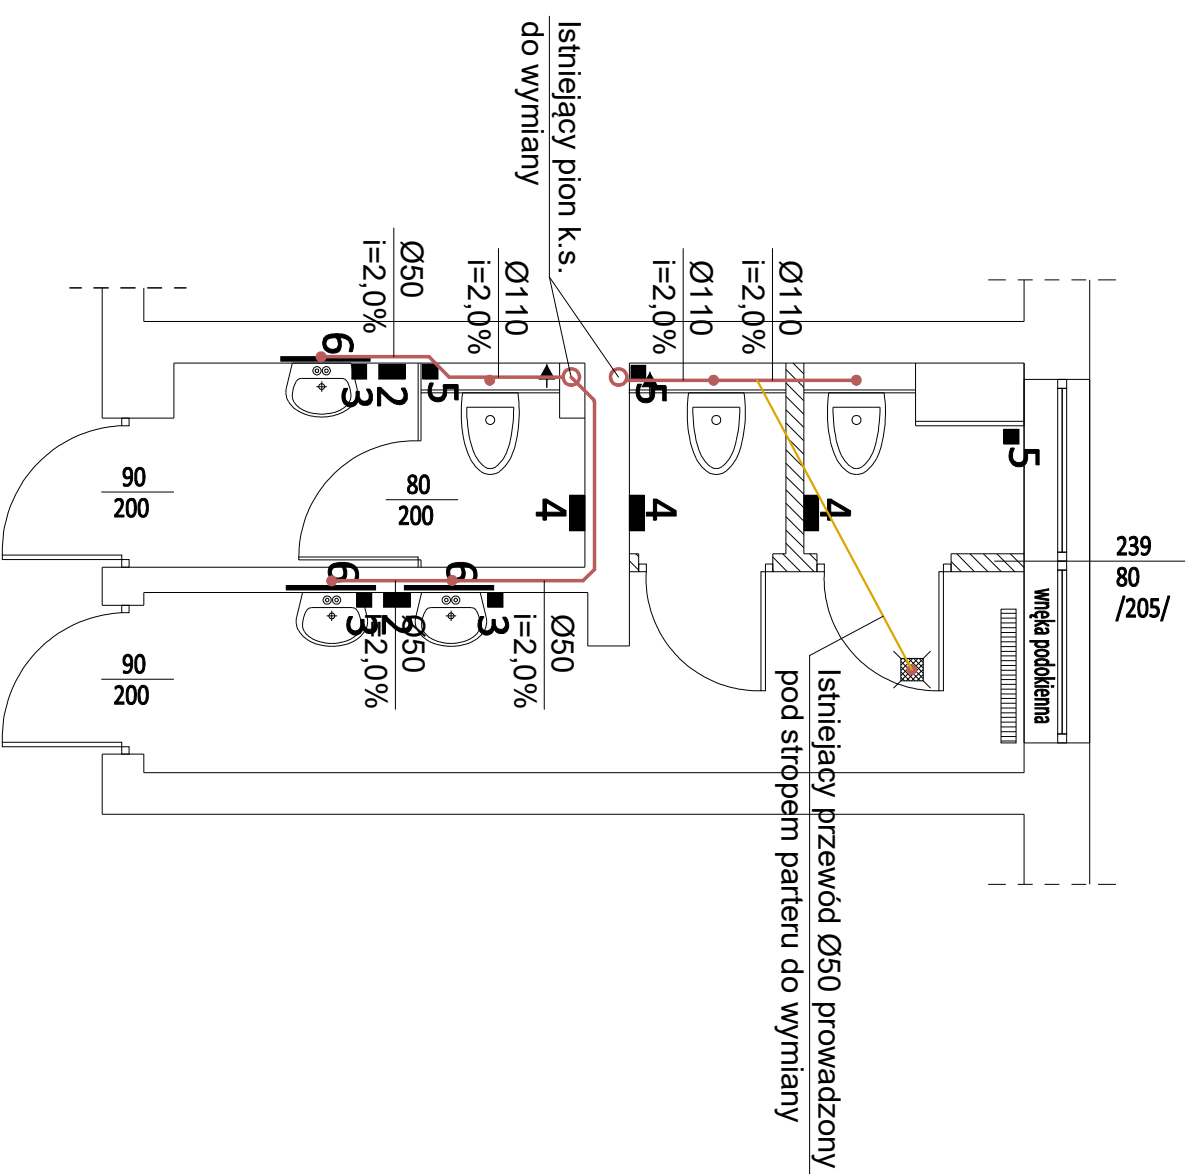 Istniejący pion k.s.
do wymiany
Ø50
i=2,0%
Ø110
i=2,0%
Ø110
i=2,0%
Ø110
i=2,0%
6
3
2
5
5
5
4
4
4
90
200
80
200
239
80
/205/
wnęka podokienna
6
6
3
2
3
Ø50
i=2,0%
Ø50
i=2,0%
90
200
Istniejacy przewód Ø50 prowadzony
pod stropem parteru do wymiany